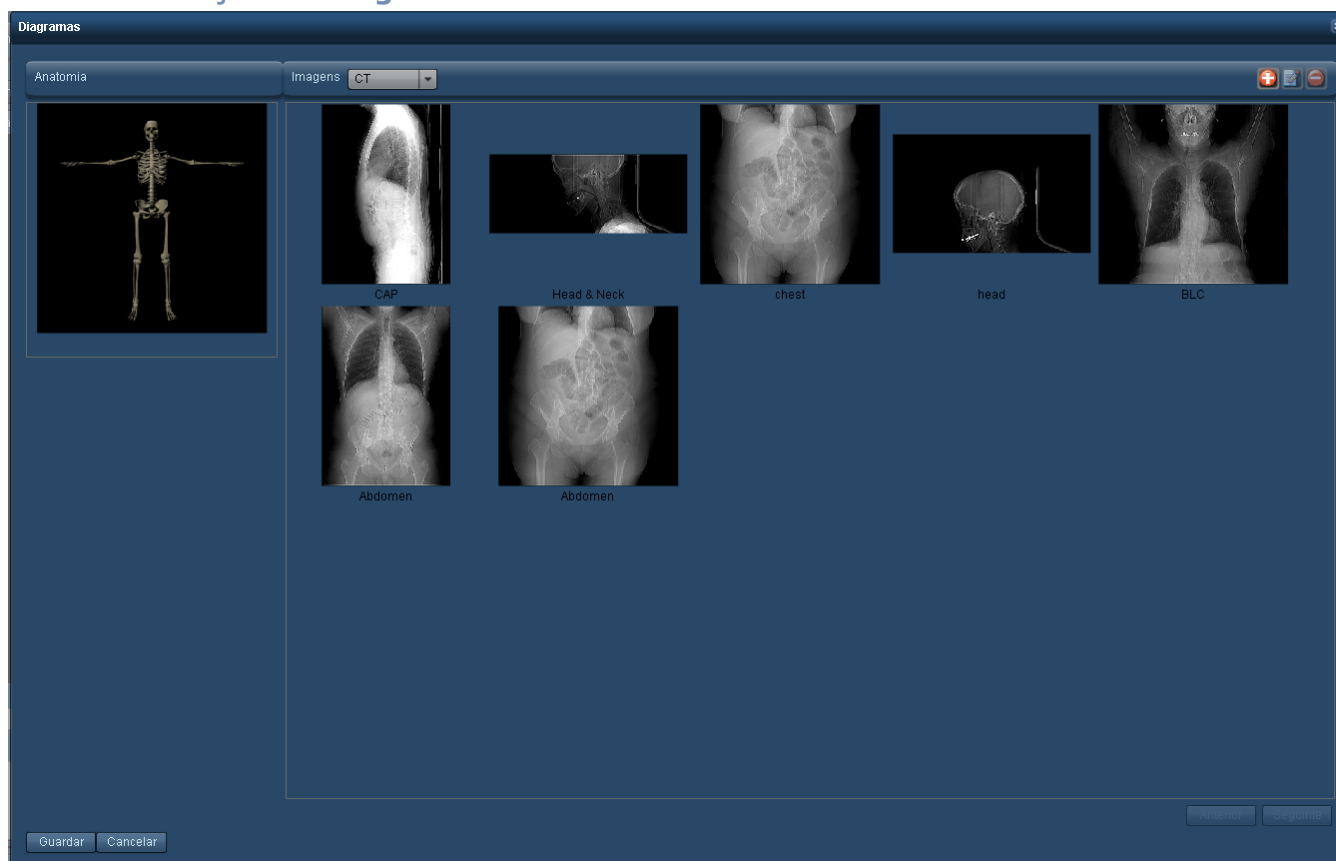 Diagramas
Anatomia
Imagens CT
CAP Head & Neck chest head BLC
Abdomen Abdomen
Anterior Seguinte
Guardar Cancelar